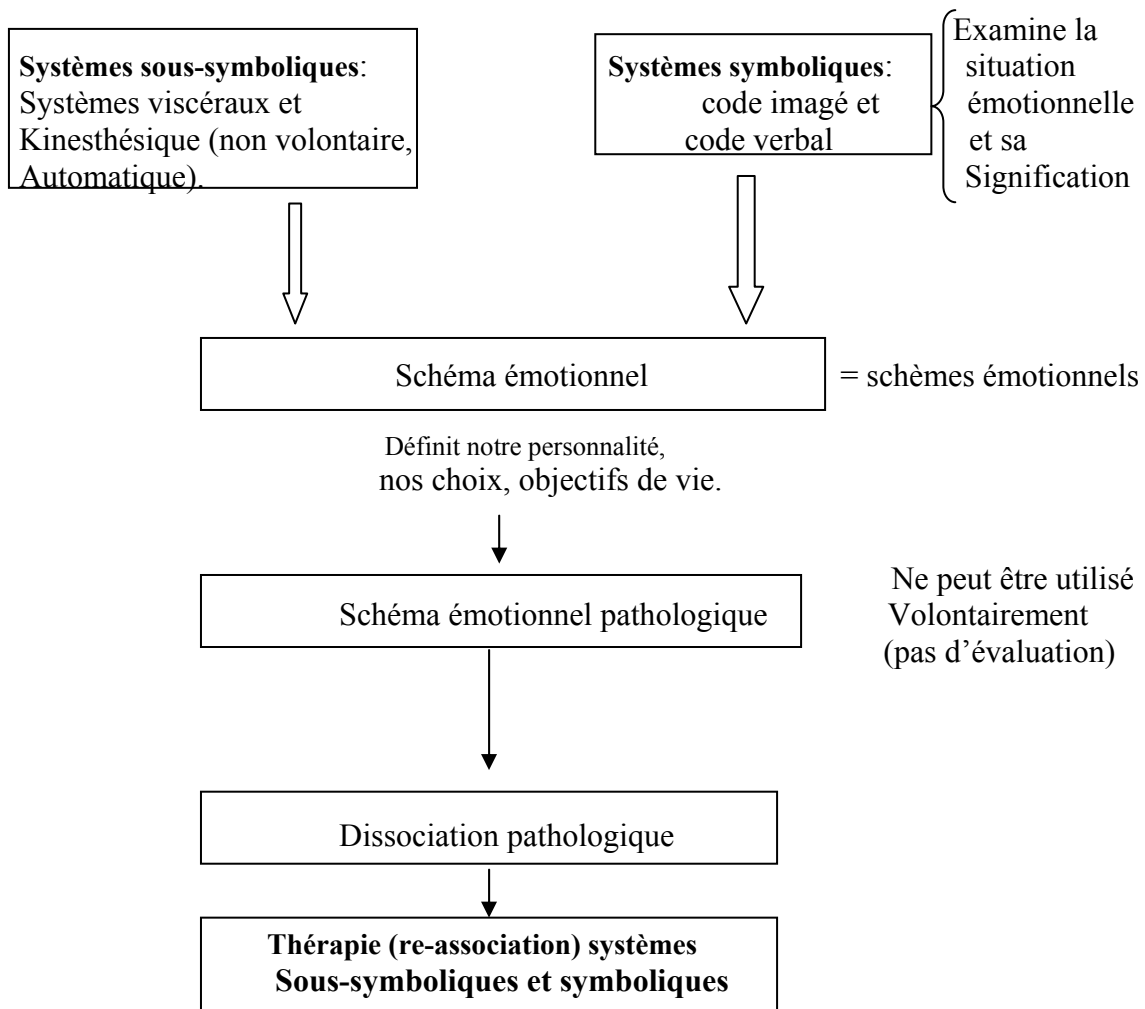 Systèmes sous-symboliques:
Systèmes viscéraux et
Kinesthésique (non volontaire,
Automatique).
Systèmes symboliques:
code imagé et
code verbal
Examine la
situation
émotionnelle
et sa
Signification
Schéma émotionnel
= schèmes émotionnels
Définit notre personnalité,
nos choix, objectifs de vie.
Schéma émotionnel pathologique
Ne peut être utilisé
Volontairement
(pas d’évaluation)
Dissociation pathologique
Thérapie (re-association) systèmes
Sous-symboliques et symboliques